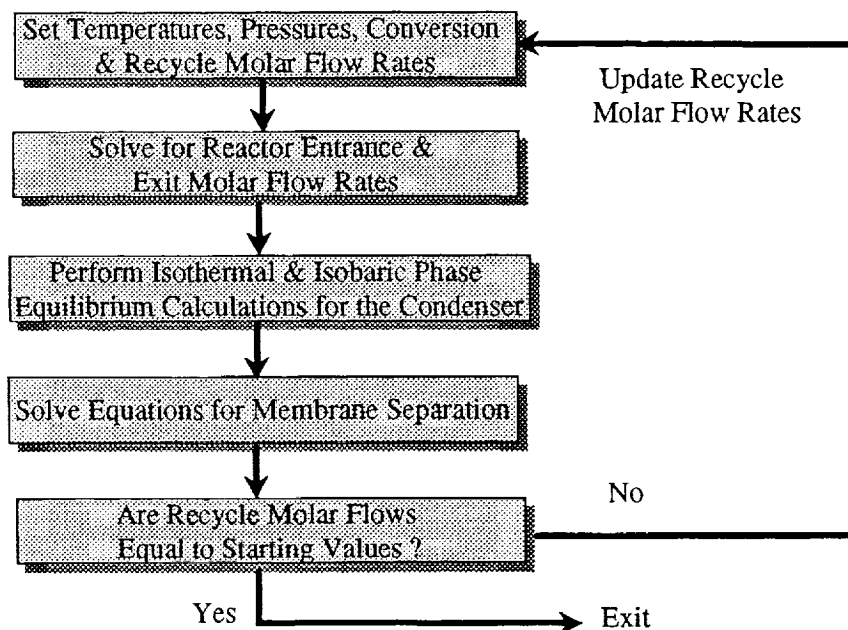 Set Temperatures, Pressures, Conversion
& Recycle Molar Flow Rates
Update Recycle
Molar Flow Rates
Solve for Reactor Entrance &
Exit Molar Flow Rates
Perform Isothermal & Isobaric Phase
Equilibrium Calculations for the Condenser
Solve Equations for Membrane Separation
Are Recycle Molar Flows
Equal to Starting Values ?
No
Yes
Exit